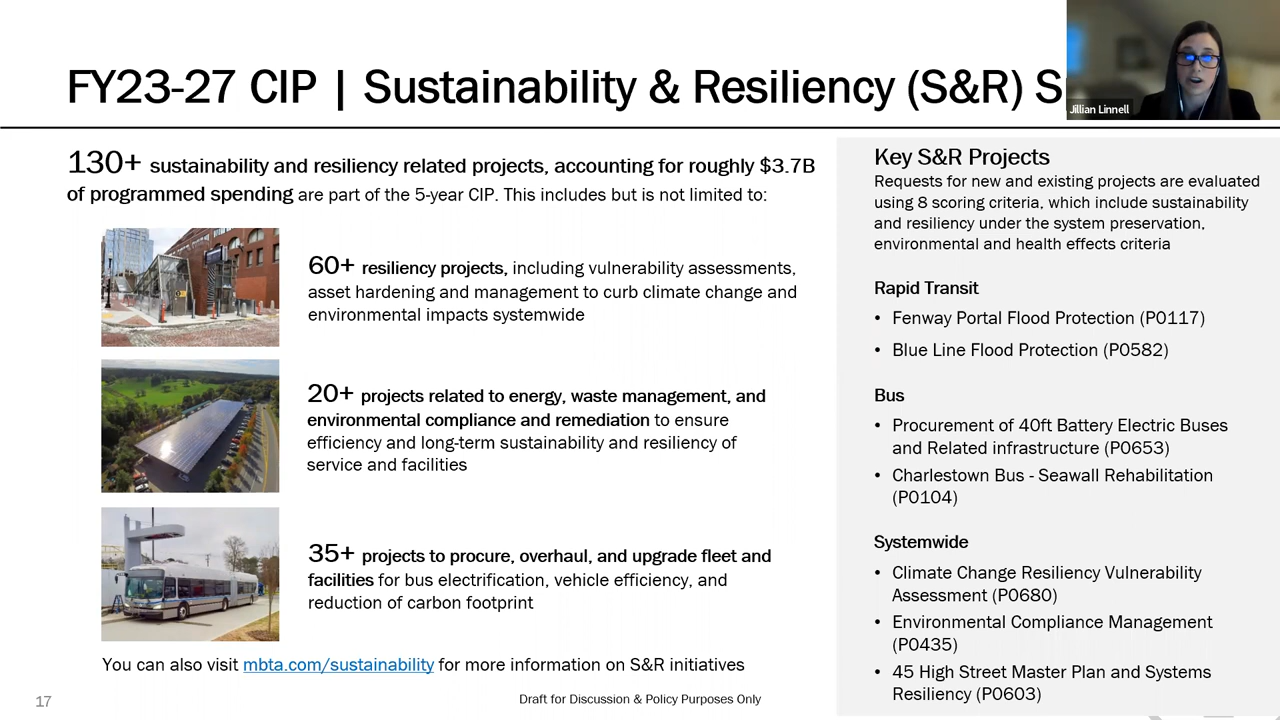 FY23-27 CIP | Sustainability & Resiliency (S&R)
Jillian Linnell
130+ sustainability and resiliency related projects, accounting for roughly $3.7B
of programmed spending are part of the 5-year CIP. This includes but is not limited to:
60+ resiliency projects, including vulnerability assessments,
asset hardening and management to curb climate change and
environmental impacts systemwide
20+ projects related to energy, waste management, and
environmental compliance and remediation to ensure
efficiency and long-term sustainability and resiliency of
service and facilities
35+ projects to procure, overhaul, and upgrade fleet and
facilities for bus electrification, vehicle efficiency, and
reduction of carbon footprint
You can also visit mbta.com/sustainability for more information on S&R initiatives
Key S&R Projects
Requests for new and existing projects are evaluated
using 8 scoring criteria, which include sustainability
and resiliency under the system preservation,
environmental and health effects criteria
Rapid Transit
• Fenway Portal Flood Protection (P0117)
• Blue Line Flood Protection (P0582)
Bus
• Procurement of 40ft Battery Electric Buses
and Related infrastructure (P0653)
• Charlestown Bus - Seawall Rehabilitation
(P0104)
Systemwide
• Climate Change Resiliency Vulnerability
Assessment (P0680)
• Environmental Compliance Management
(P0435)
• 45 High Street Master Plan and Systems
Resiliency (P0603)
17
Draft for Discussion & Policy Purposes Only